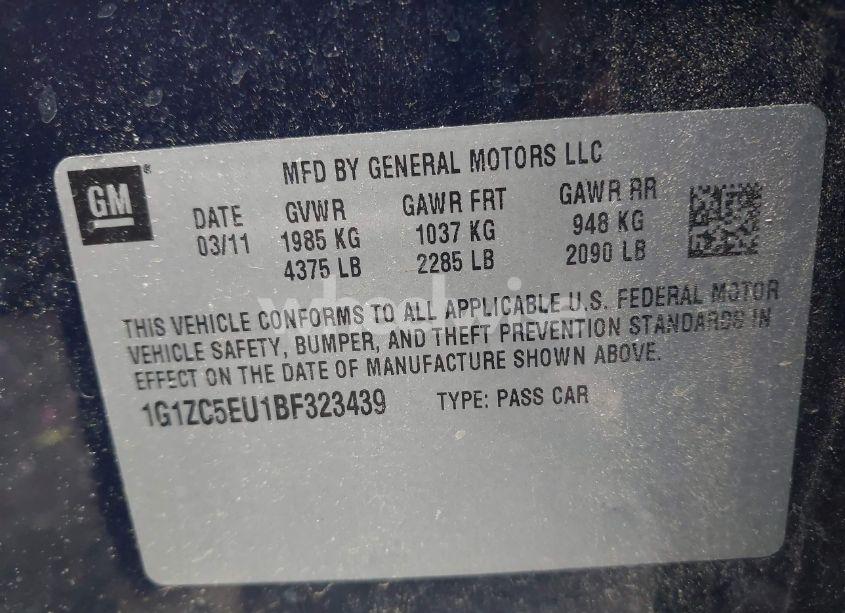 MFD BY GENERAL MOTORS LLC
GM
DATE GVWR GAWR FRT GAWR RR
03/11 1985 KG 1037 KG 948 KG
4375 LB 2285 LB 2090 LB
THIS VEHICLE CONFORMS TO ALL APPLICABLE U.S. FEDERAL MOTOR
VEHICLE SAFETY, BUMPER, AND THEFT PREVENTION STANDARDS IN
EFFECT ON THE DATE OF MANUFACTURE SHOWN ABOVE.
1G1ZC5EU1BF323439 TYPE: PASS CAR